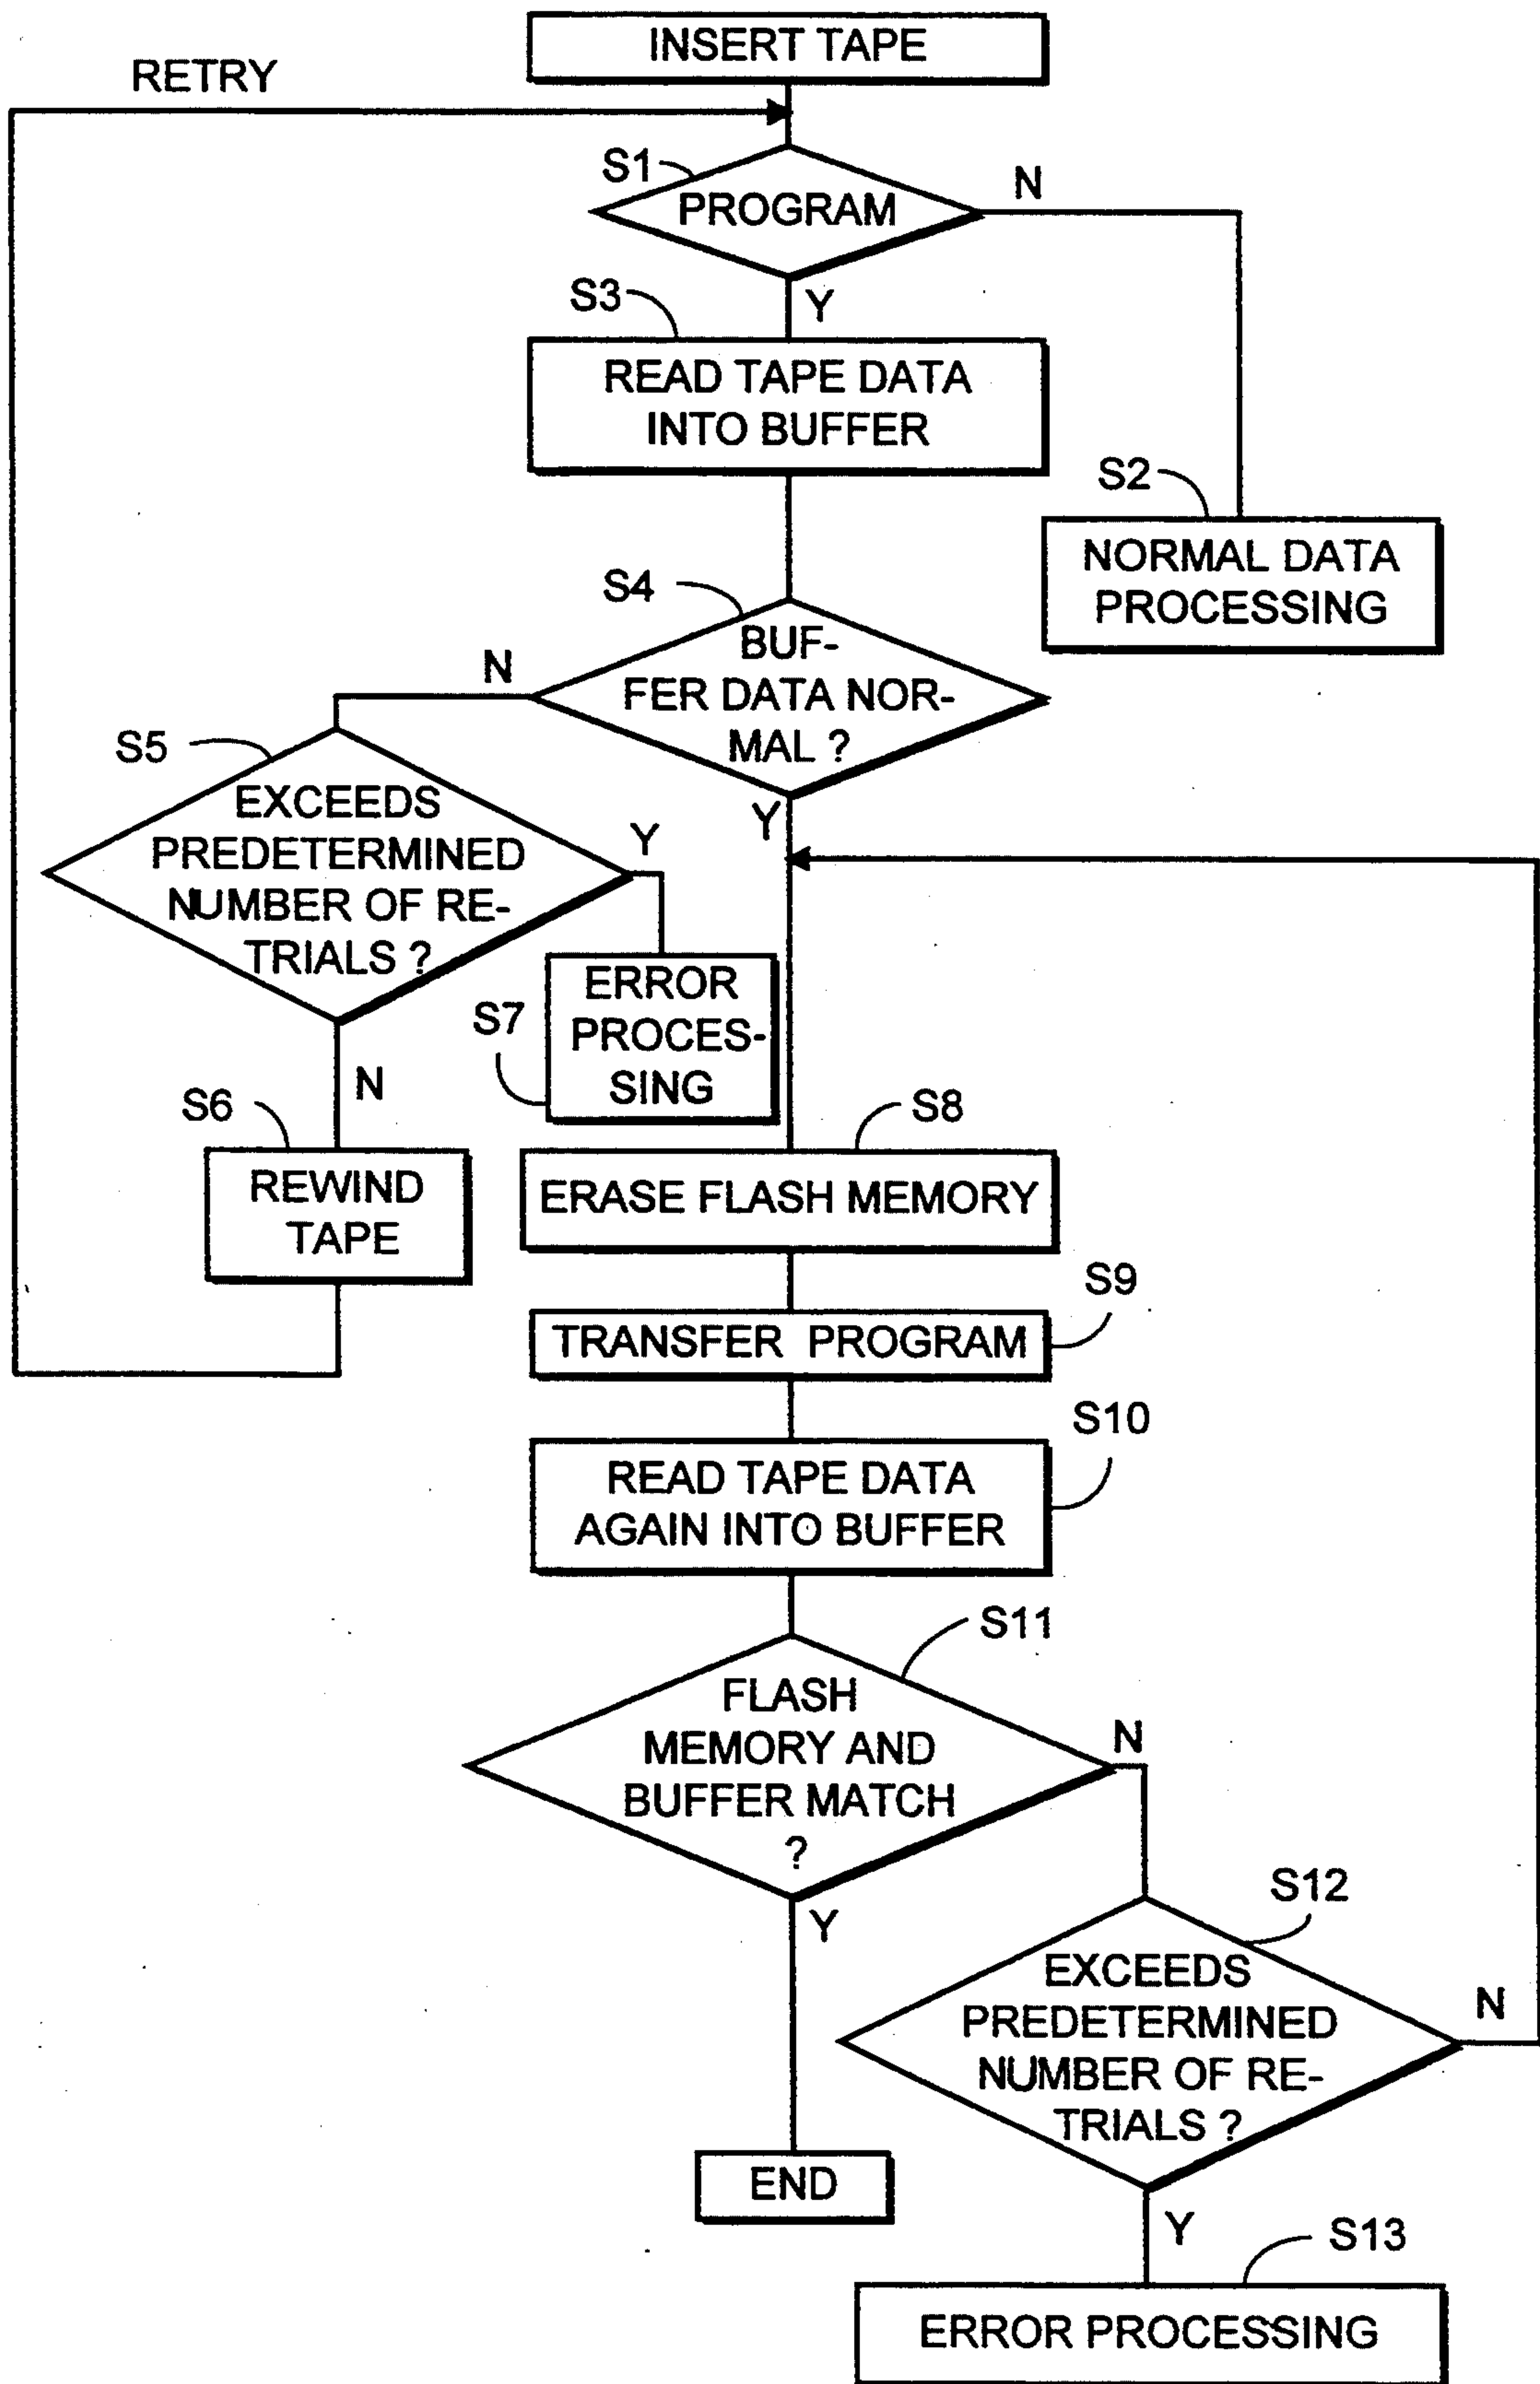 INSERT TAPE
RETRY
S1
PROGRAM
N
S3
Y
READ TAPE DATA
INTO BUFFER
S2
NORMAL DATA
PROCESSING
S4
BUF-
FER DATA NOR-
MAL ?
N
Y
S5
EXCEEDS
PREDETERMINED
NUMBER OF RE-
TRIALS ?
Y
S7
ERROR
PROCES-
SING
N
S6
REWIND
TAPE
S8
ERASE FLASH MEMORY
S9
TRANSFER PROGRAM
S10
READ TAPE DATA
AGAIN INTO BUFFER
S11
FLASH
MEMORY AND
BUFFER MATCH
?
N
Y
S12
EXCEEDS
PREDETERMINED
NUMBER OF RE-
TRIALS ?
N
END
Y
S13
ERROR PROCESSING